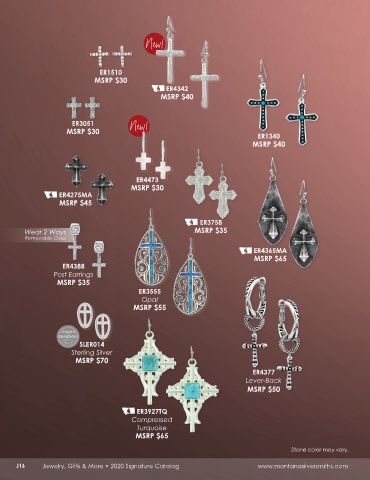 New!
ER1510
MSRP $30
ER4342
MSRP $40
ER3051
MSRP $30
New!
ER1340
MSRP $40
ER4473
MSRP $30
ER4275MA
MSRP $45
ER3758
MSRP $35
Wear 2 Ways
Removable Cross
ER4365MA
MSRP $65
ER4388
Post Earrings
MSRP $35
ER3555
Opal
MSRP $55
SLER014
Sterling Silver
MSRP $70
ER4377
Lever-Back
MSRP $50
ER3927TQ
Compressed
Turquoise
MSRP $65
Stone color may vary.
J16 Jewelry, Gifts & More • 2020 Signature Catalog www.montanasilversmiths.com